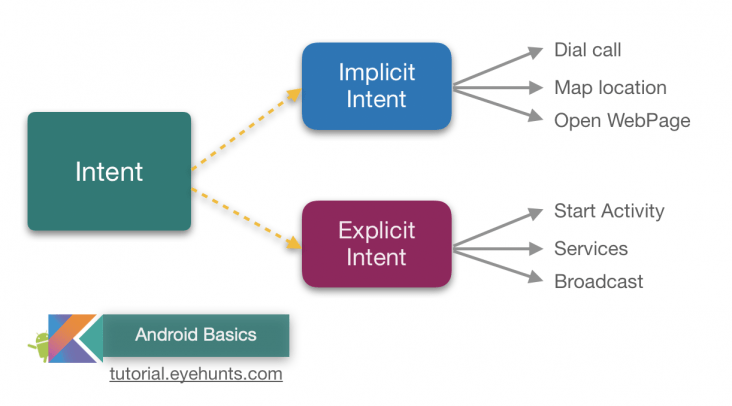 Intent
Implicit
Intent
Dial call
Map location
Open WebPage
Explicit
Intent
Start Activity
Services
Broadcast
Android Basics
tutorial.eyehunts.com